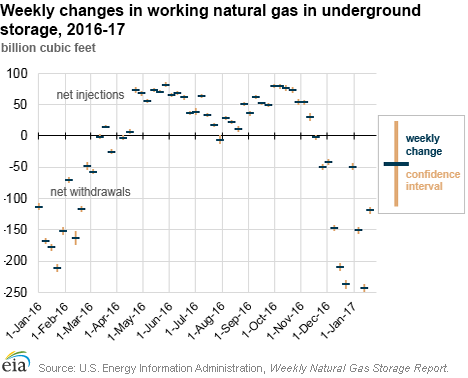 Weekly changes in working natural gas in underground
storage, 2016-17
billion cubic feet
100
50
0
-50
-100
-150
-200
-250
net injections
net withdrawals
weekly
change
confidence
interval
1-Jan-16
1-Feb-16
1-Mar-16
1-Apr-16
1-May-16
1-Jun-16
1-Jul-16
1-Aug-16
1-Sep-16
1-Oct-16
1-Nov-16
1-Dec-16
1-Jan-17
eia Source: U.S. Energy Information Administration, Weekly Natural Gas Storage Report.